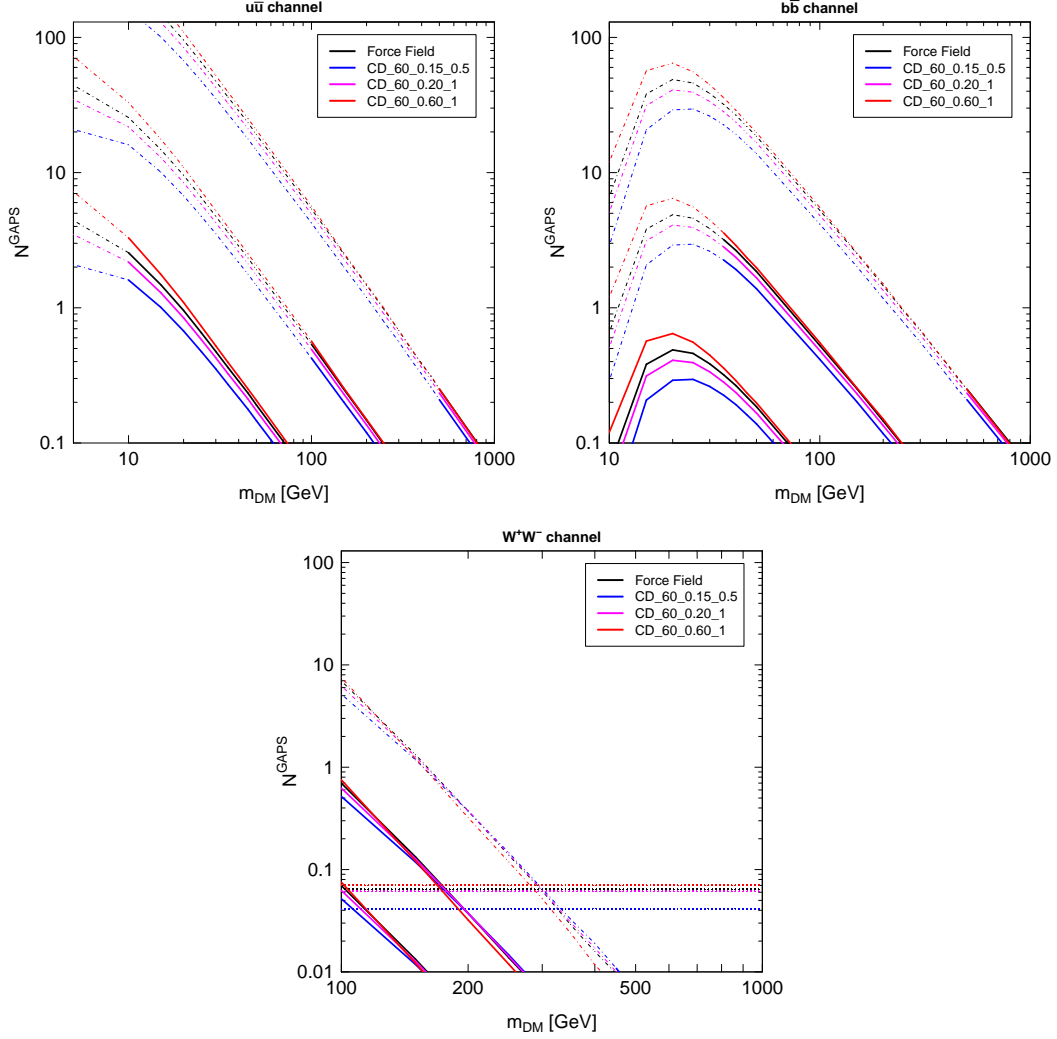 uū channel
100
10
1
0.1
N^GAPS
Force Field
CD_60_0.15_0.5
CD_60_0.20_1
CD_60_0.60_1
10
100
1000
m_DM [GeV]
bb̄ channel
100
10
1
0.1
N^GAPS
Force Field
CD_60_0.15_0.5
CD_60_0.20_1
CD_60_0.60_1
10
100
1000
m_DM [GeV]
W⁺W⁻ channel
100
10
1
0.1
0.01
N^GAPS
Force Field
CD_60_0.15_0.5
CD_60_0.20_1
CD_60_0.60_1
100
200
500
1000
m_DM [GeV]